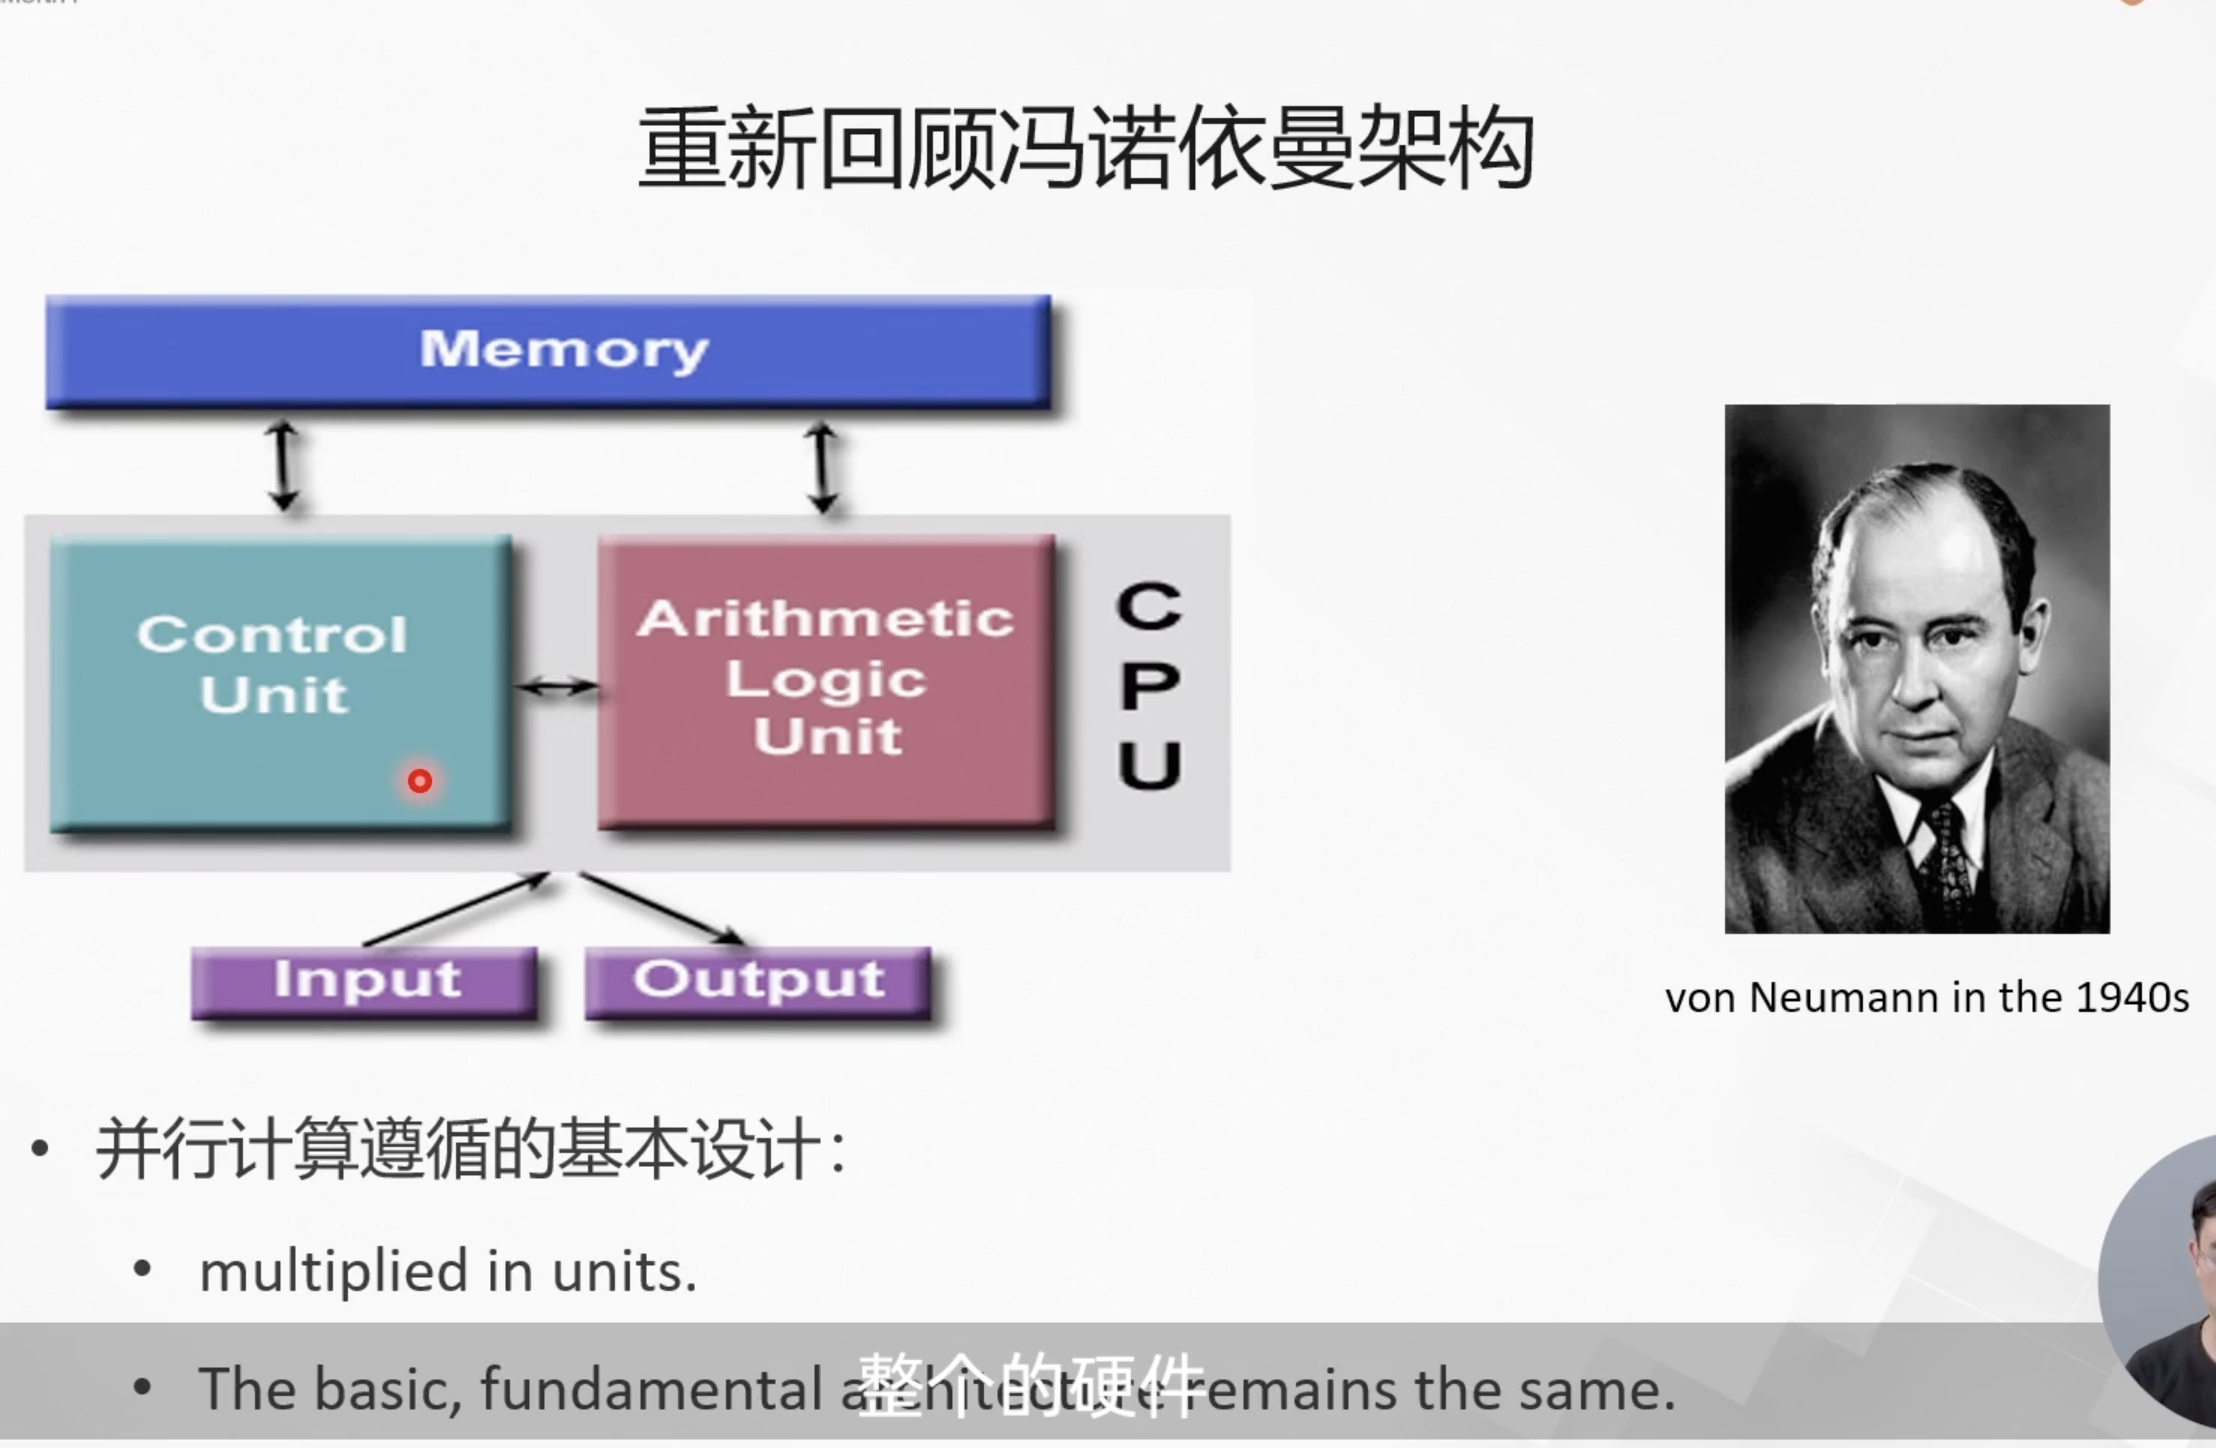 重新回顾冯诺依曼架构
Memory
Control
Unit
Arithmetic
Logic
Unit
C
P
U
Input
Output
von Neumann in the 1940s
• 并行计算遵循的基本设计：
• multiplied in units.
• The basic, fundamental architecture remains the same.
整个的硬件